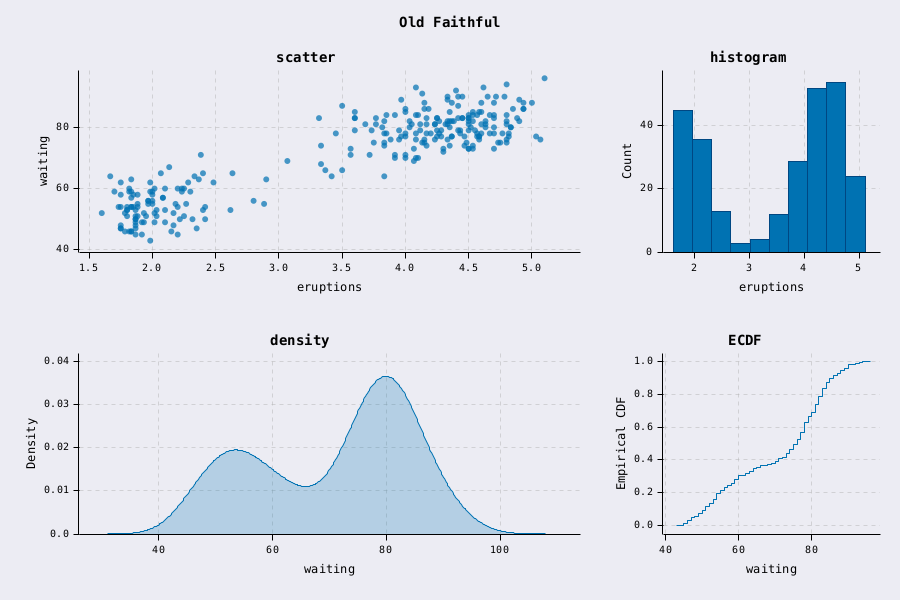 Old Faithful
scatter
waiting
80
60
40
1.5 2.0 2.5 3.0 3.5 4.0 4.5 5.0
eruptions
histogram
Count
40
20
0
2 3 4 5
eruptions
density
Density
0.04
0.03
0.02
0.01
0.0
40 60 80 100
waiting
ECDF
Empirical CDF
1.0
0.8
0.6
0.4
0.2
0.0
40 60 80
waiting